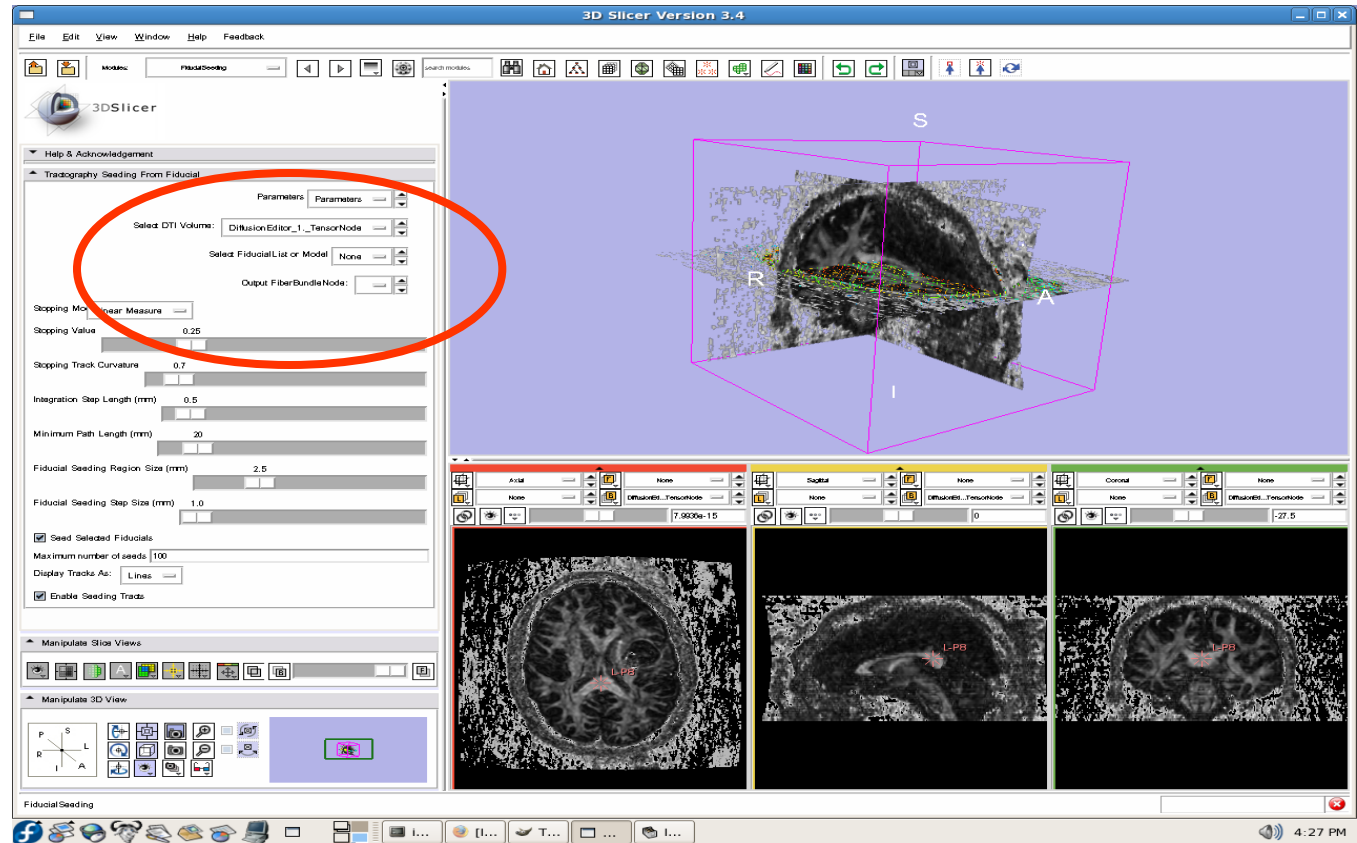 3D Slicer Version 3.4
File Edit View Window Help Feedback
Modules: FiducialSeeding search modules
3DSlicer
Help & Acknowledgement
Tractography Seeding From Fiducial
Parameters Parameters
Select DTI Volume: DiffusionEditor_1._TensorNode
Select FiducialList or Model None
Output FiberBundleNode:
Stopping Mo Linear Measure
Stopping Value 0.25
Stopping Track Curvature 0.7
Integration Step Length (mm) 0.5
Minimum Path Length (mm) 20
Fiducial Seeding Region Size (mm) 2.5
Fiducial Seeding Step Size (mm) 1.0
Seed Selected Fiducials
Maximum number of seeds 100
Display Tracks As: Lines
Enable Seeding Tracts
Manipulate Slice Views
A B F
Manipulate 3D View
P S
R L
I A
FiducialSeeding
S
R
A
I
Axial F None
L None B DiffusionEd...TensorNode
7.9936e-15
L-PB
Sagittal F None
L None B DiffusionEd...TensorNode
0
L-PB
Coronal F None
L None B DiffusionEd...TensorNode
-27.5
L-PB
i... [I... T... ... I... 4:27 PM